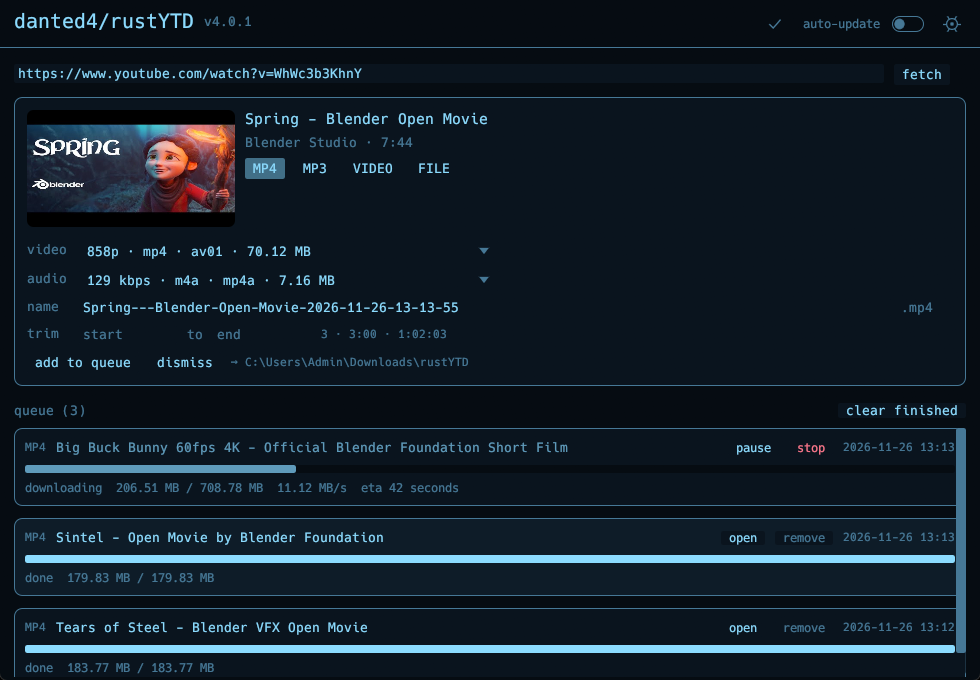 danted4/rustYTD v4.0.1 ✓ auto-update
https://www.youtube.com/watch?v=WhWc3b3KhnY fetch
SPRiNG
blender
Spring - Blender Open Movie
Blender Studio · 7:44
MP4 MP3 VIDEO FILE
video 858p · mp4 · av01 · 70.12 MB
audio 129 kbps · m4a · mp4a · 7.16 MB
name Spring---Blender-Open-Movie-2026-11-26-13-13-55 .mp4
trim start to end 3 · 3:00 · 1:02:03
add to queue dismiss → C:\Users\Admin\Downloads\rustYTD
queue (3) clear finished
MP4 Big Buck Bunny 60fps 4K - Official Blender Foundation Short Film pause stop 2026-11-26 13:13
downloading 206.51 MB / 708.78 MB 11.12 MB/s eta 42 seconds
MP4 Sintel - Open Movie by Blender Foundation open remove 2026-11-26 13:13
done 179.83 MB / 179.83 MB
MP4 Tears of Steel - Blender VFX Open Movie open remove 2026-11-26 13:12
done 183.77 MB / 183.77 MB